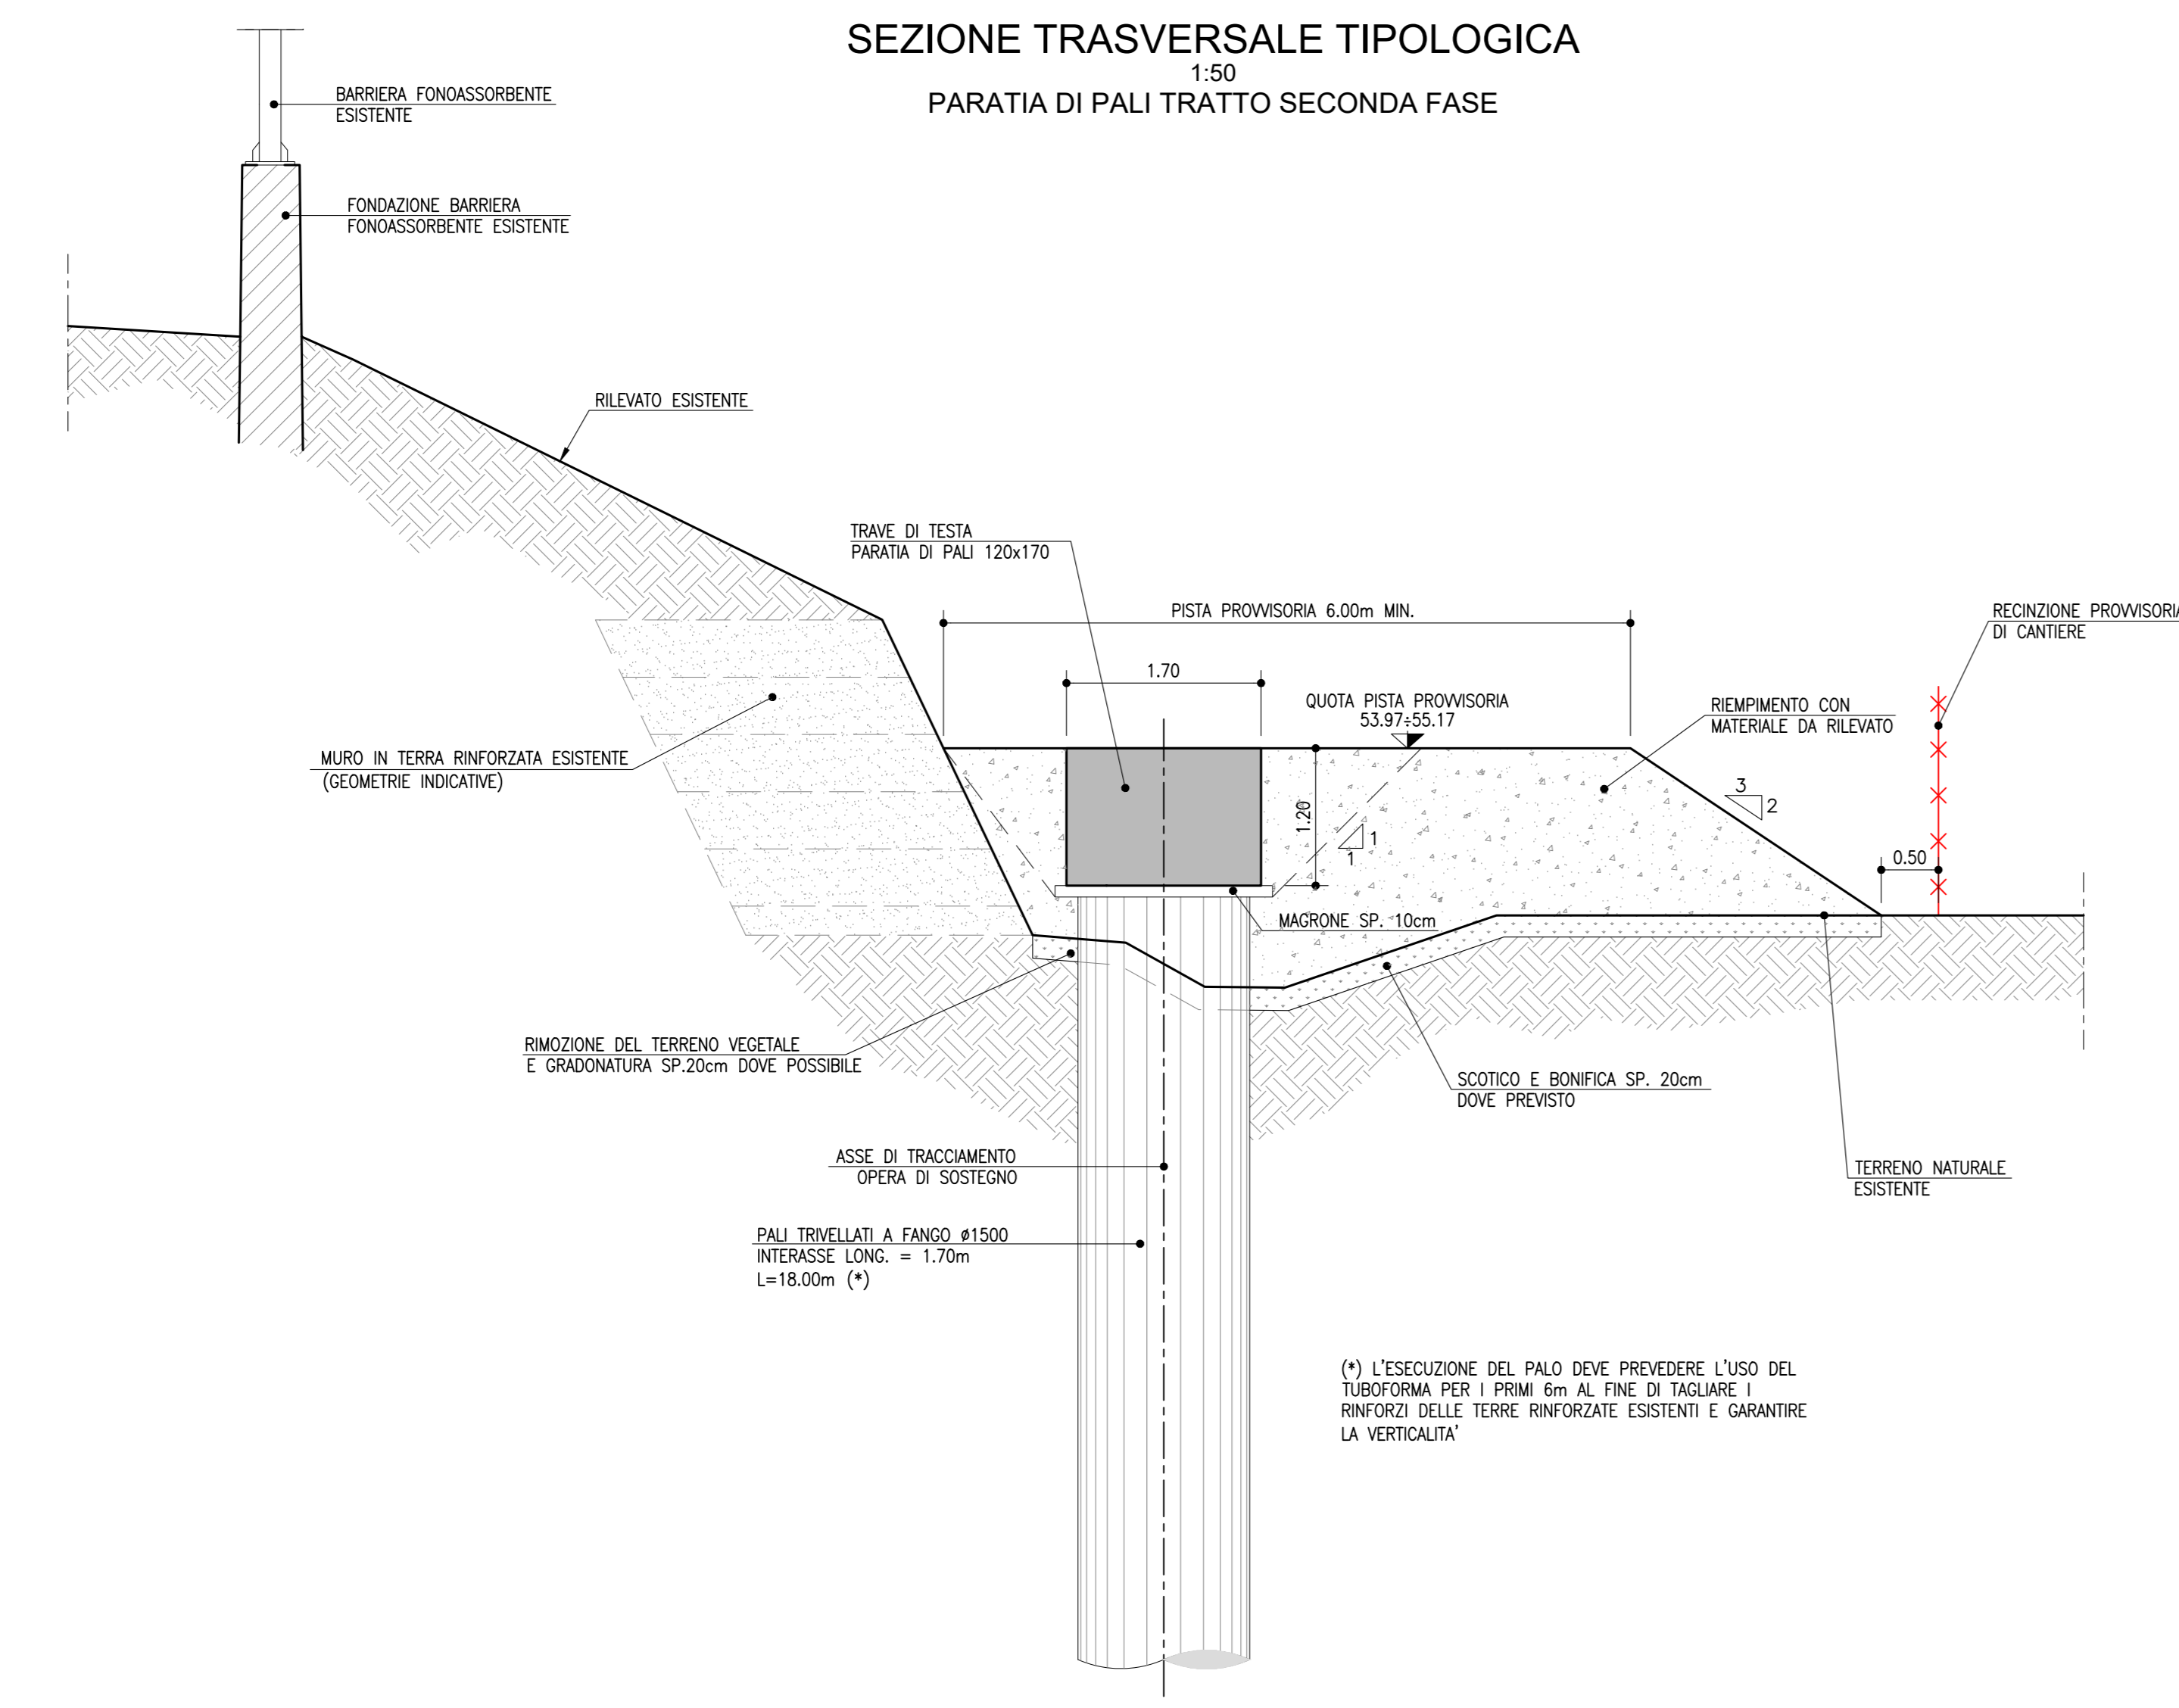 SEZIONE TRASVERSALE TIPOLOGICA
1:50
PARATIA DI PALI TRATTO SECONDA FASE
BARRIERA FONOASSORBENTE
ESISTENTE
FONDAZIONE BARRIERA
FONOASSORBENTE ESISTENTE
RILEVATO ESISTENTE
TRAVE DI TESTA
PARATIA DI PALI 120x170
PISTA PROVVISORIA 6.00m MIN.
RECINZIONE PROVVISORIA
DI CANTIERE
1.70
QUOTA PISTA PROVVISORIA
53.97÷55.17
RIEMPIMENTO CON
MATERIALE DA RILEVATO
MURO IN TERRA RINFORZATA ESISTENTE
(GEOMETRIE INDICATIVE)
3
2
1.20
1
1
0.50
MAGRONE SP. 10cm
RIMOZIONE DEL TERRENO VEGETALE
E GRADONATURA SP.20cm DOVE POSSIBILE
SCOTICO E BONIFICA SP. 20cm
DOVE PREVISTO
ASSE DI TRACCIAMENTO
OPERA DI SOSTEGNO
TERRENO NATURALE
ESISTENTE
PALI TRIVELLATI A FANGO ø1500
INTERASSE LONG. = 1.70m
L=18.00m (*)
(*) L'ESECUZIONE DEL PALO DEVE PREVEDERE L'USO DEL
TUBOFORMA PER I PRIMI 6m AL FINE DI TAGLIARE I
RINFORZI DELLE TERRE RINFORZATE ESISTENTI E GARANTIRE
LA VERTICALITA'